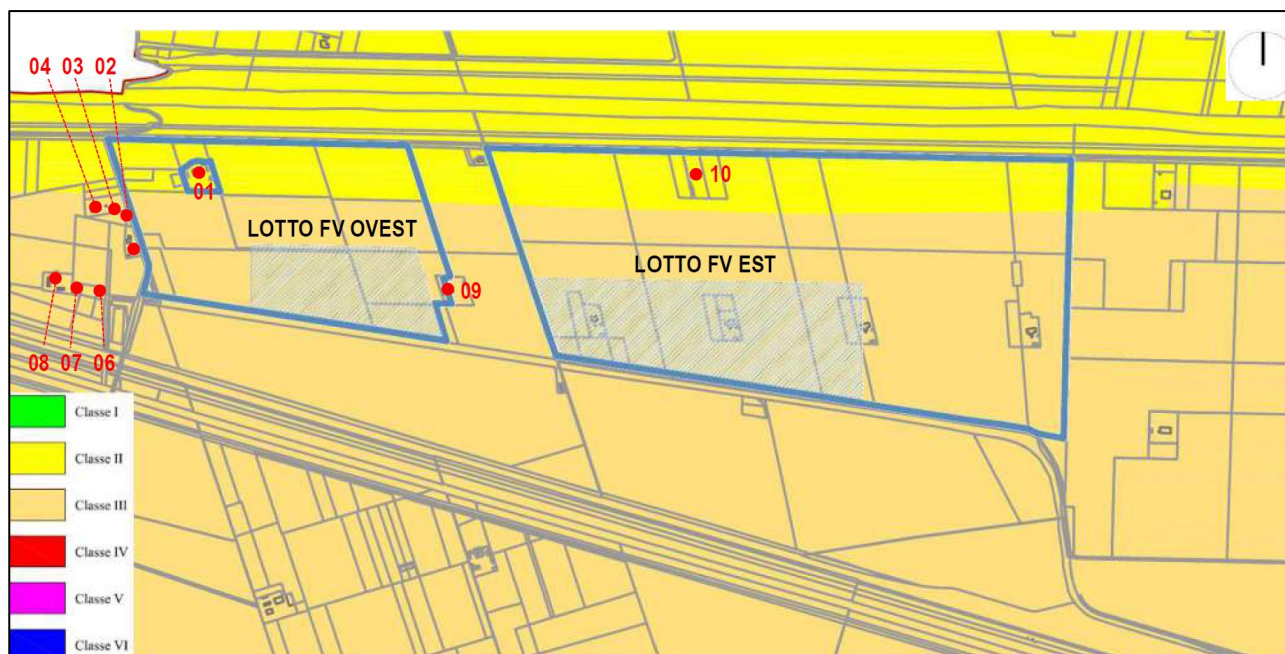 04 03 02
01
10
LOTTO FV OVEST
LOTTO FV EST
09
08 07 06
Classe I
Classe II
Classe III
Classe IV
Classe V
Classe VI